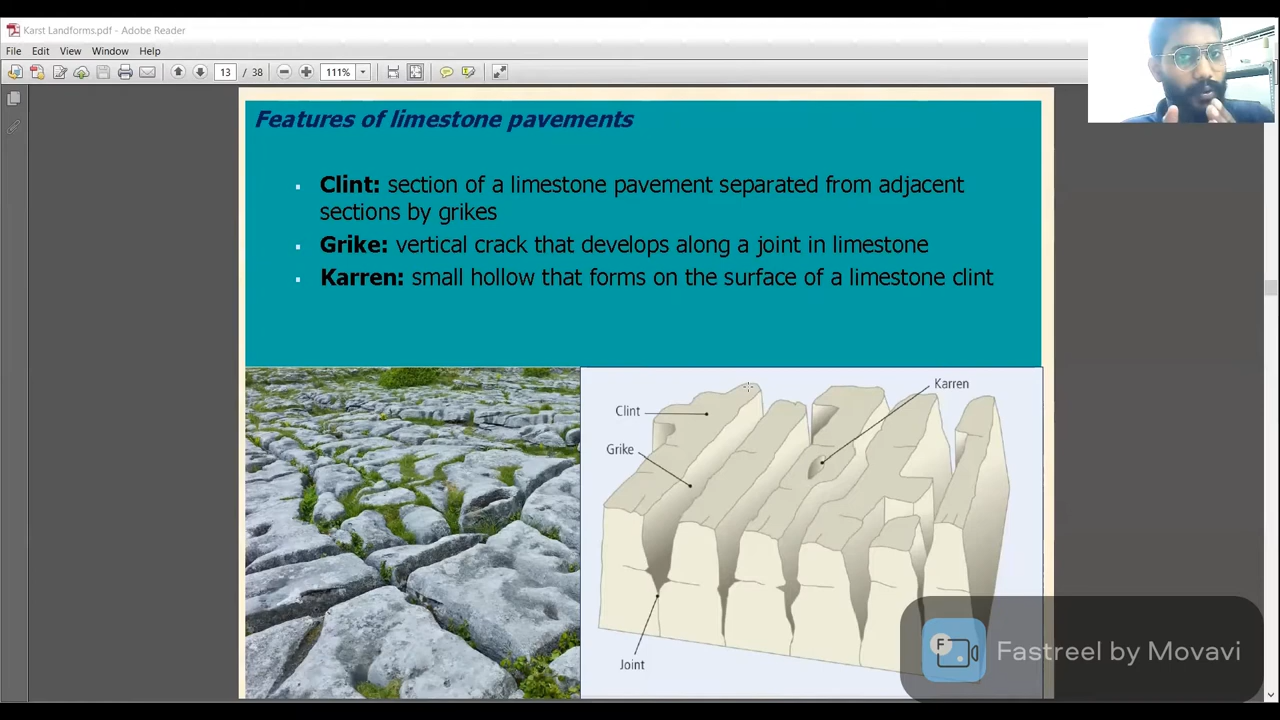 Karst Landforms.pdf - Adobe Reader
File Edit View Window Help
13 / 38 111%
Features of limestone pavements
▪ Clint: section of a limestone pavement separated from adjacent
sections by grikes
▪ Grike: vertical crack that develops along a joint in limestone
▪ Karren: small hollow that forms on the surface of a limestone clint
Karren
Clint
Grike
Joint
F
Fastreel by Movavi